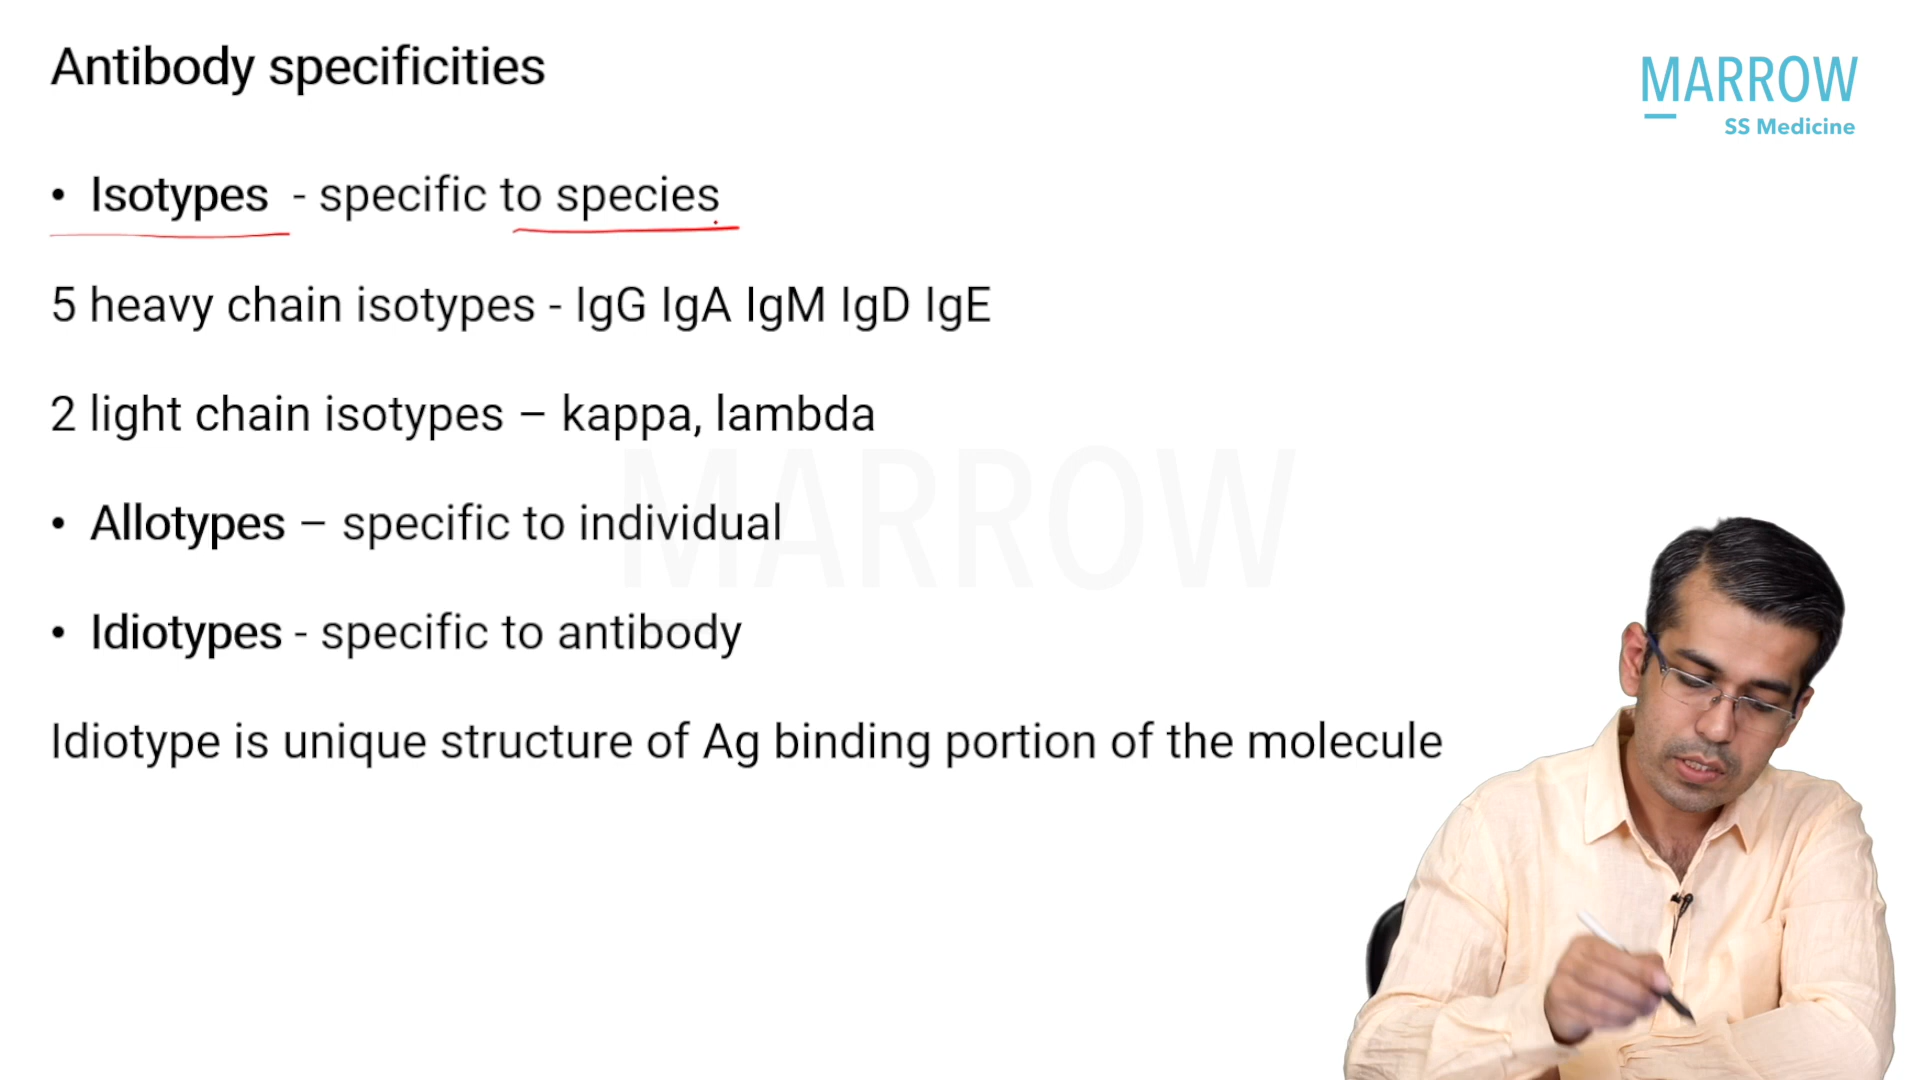 Antibody specificities
MARROW
SS Medicine
• Isotypes - specific to species
5 heavy chain isotypes - IgG IgA IgM IgD IgE
2 light chain isotypes – kappa, lambda
MARROW
• Allotypes – specific to individual
• Idiotypes - specific to antibody
Idiotype is unique structure of Ag binding portion of the molecule